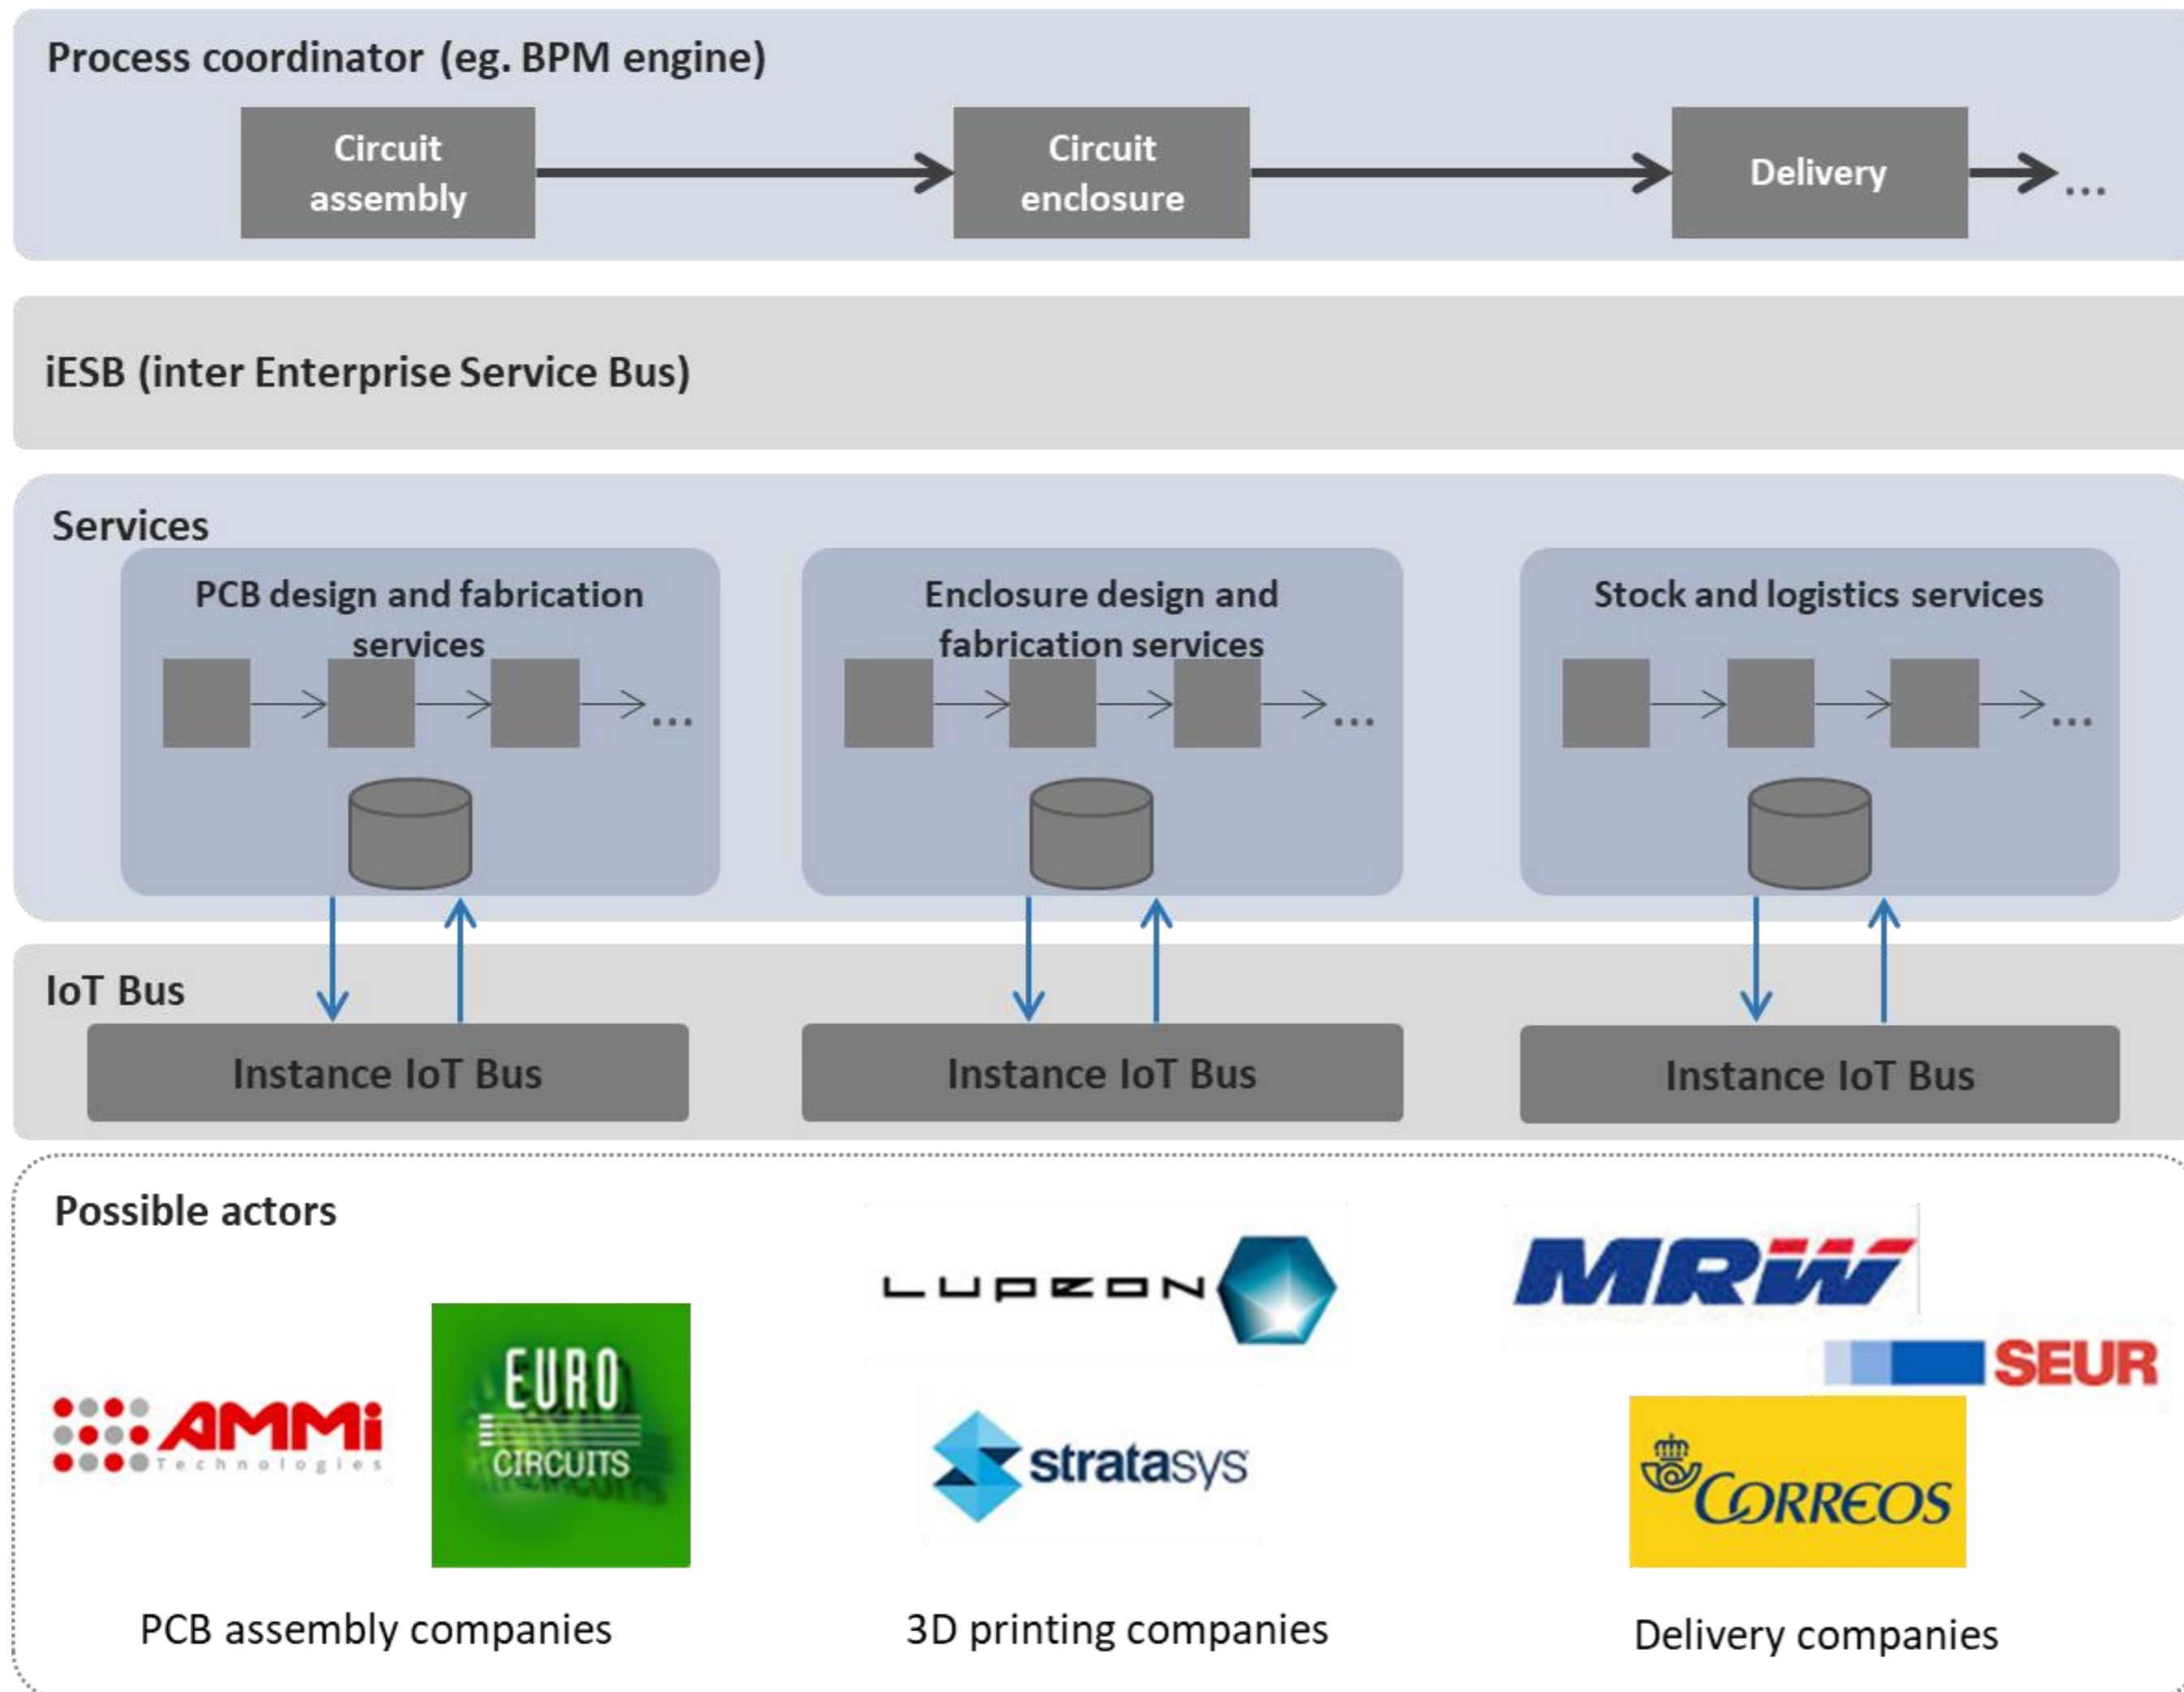 Process coordinator (eg. BPM engine)
Circuit
assembly
Circuit
enclosure
Delivery
...
iESB (inter Enterprise Service Bus)
Services
PCB design and fabrication
services
...
Enclosure design and
fabrication services
...
Stock and logistics services
...
IoT Bus
Instance IoT Bus
Instance IoT Bus
Instance IoT Bus
Possible actors
AMMi
Technologies
EURO
CIRCUITS
LUPEON
stratasys
MRW
SEUR
CORREOS
PCB assembly companies
3D printing companies
Delivery companies